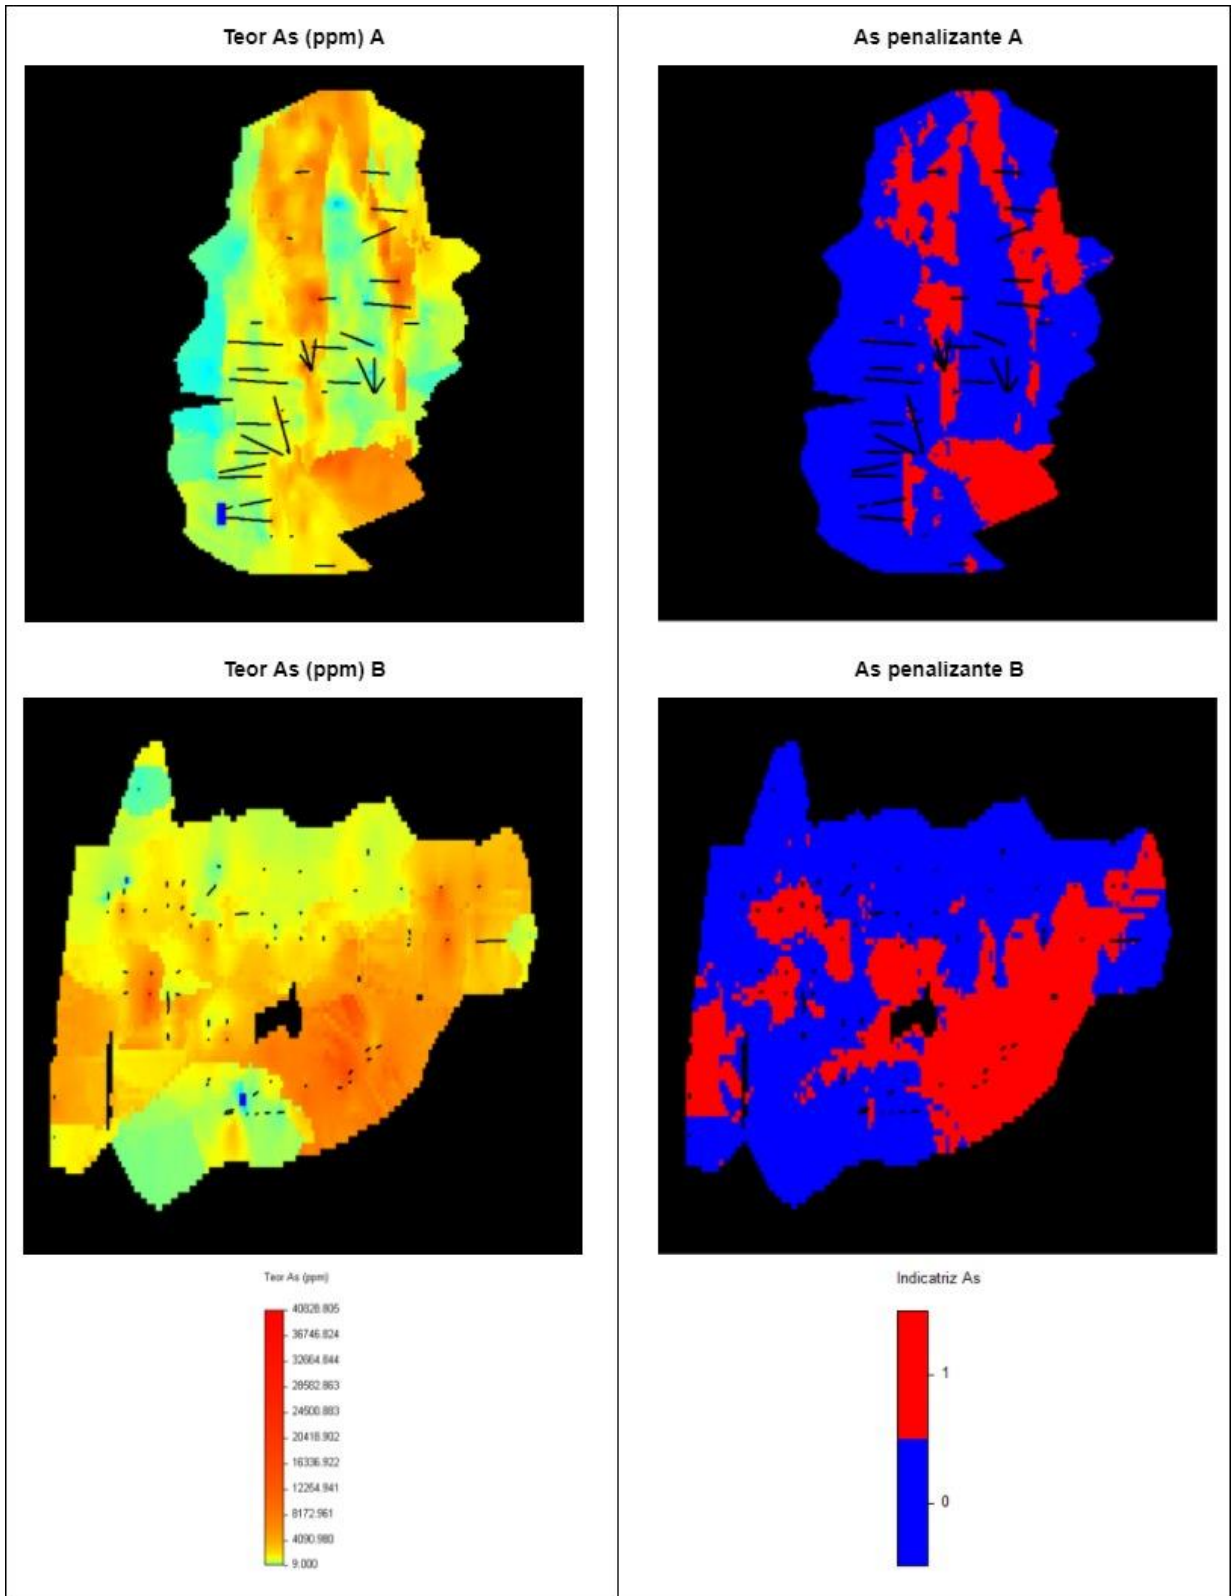 Teor As (ppm) A
As penalizante A
Teor As (ppm) B
As penalizante B
Teor As (ppm)
40828.805
36746.824
32664.844
28582.863
24500.883
20418.902
16336.922
12254.941
8172.961
4090.980
9.000
Indicatriz As
1
0